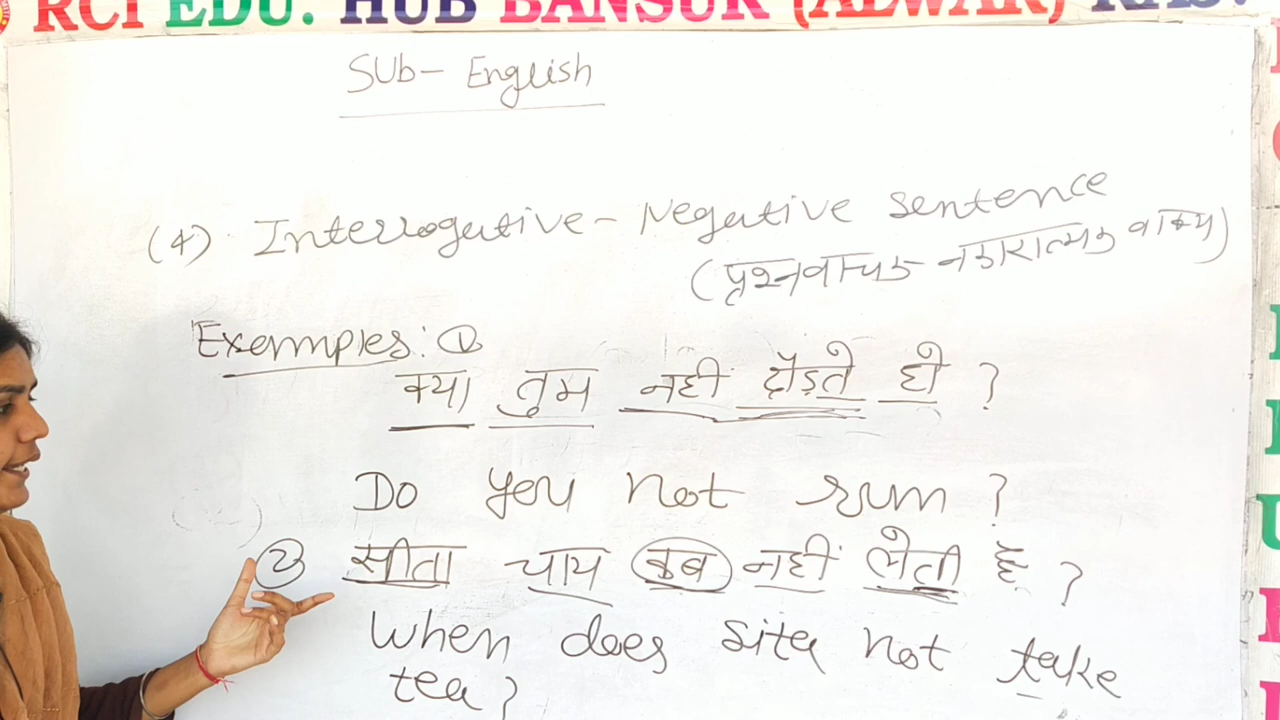 RCI EDU. HUB BANSUR (ALWAR) RAJ.
Sub- English
(4) Interrogative - Negative sentence
(प्रश्नवाचक - नकारात्मक वाक्य)
Examples: ①
क्या तुम नहीं दौड़ते हो ?
Do you not run ?
② सीता चाय कब नहीं लेती है ?
When does sita not take
tea ?